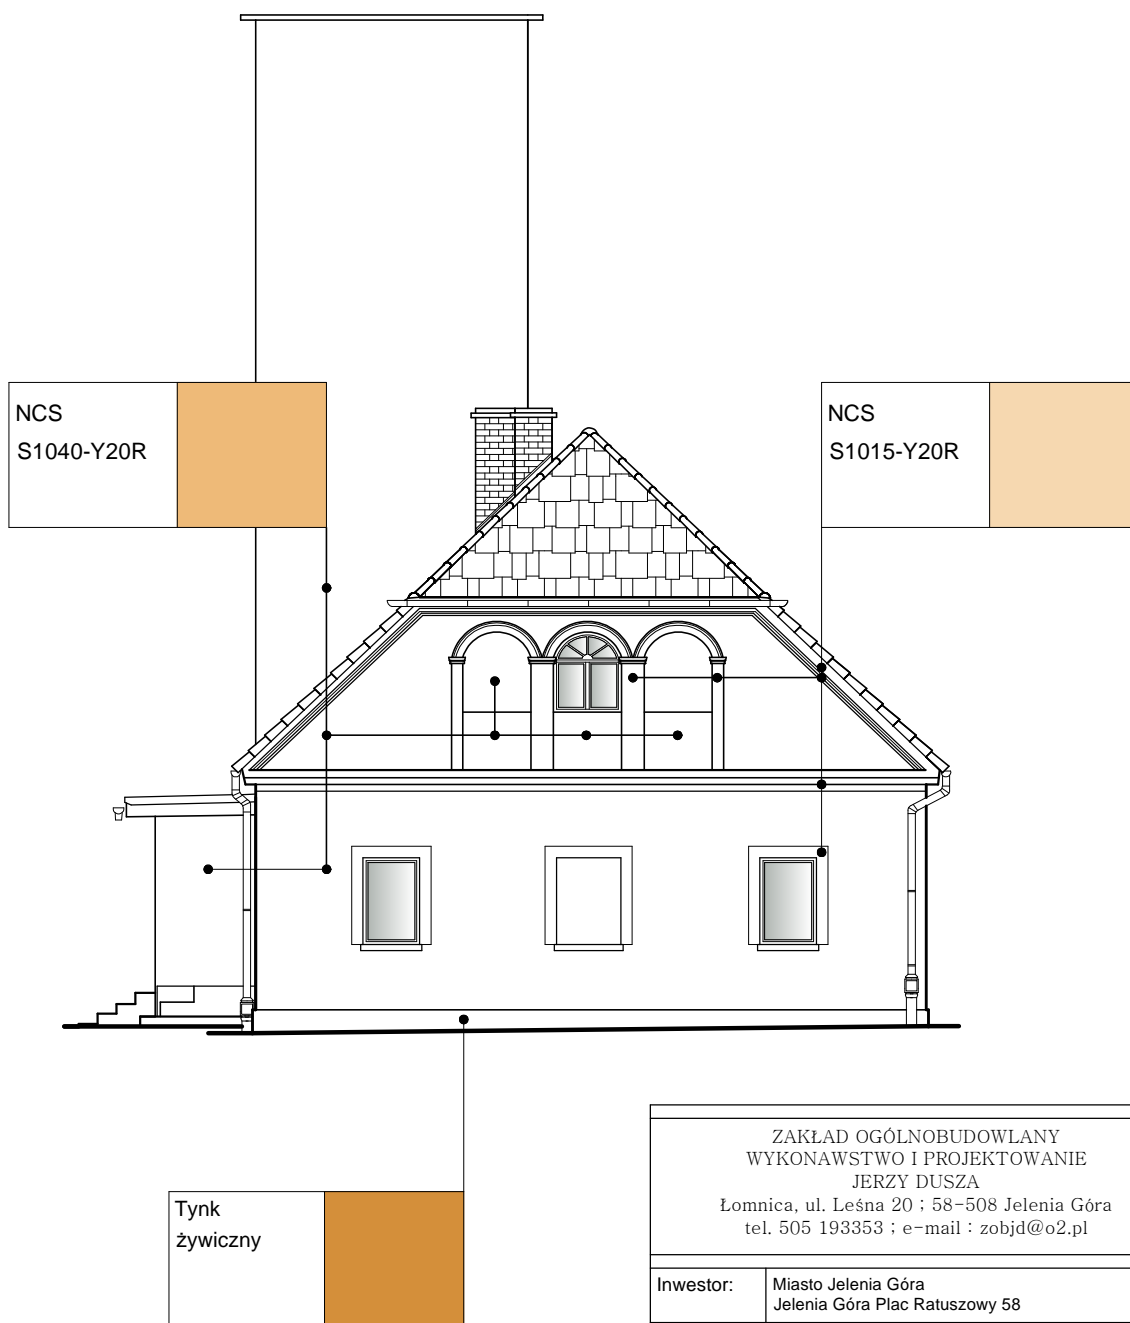 NCS
S1040-Y20R
NCS
S1015-Y20R
Tynk
żywiczny
ZAKŁAD OGÓLNOBUDOWLANY
WYKONAWSTWO I PROJEKTOWANIE
JERZY DUSZA
Łomnica, ul. Leśna 20 ; 58-508 Jelenia Góra
tel. 505 193353 ; e-mail : zobjd@o2.pl
Inwestor:
Miasto Jelenia Góra
Jelenia Góra Plac Ratuszowy 58